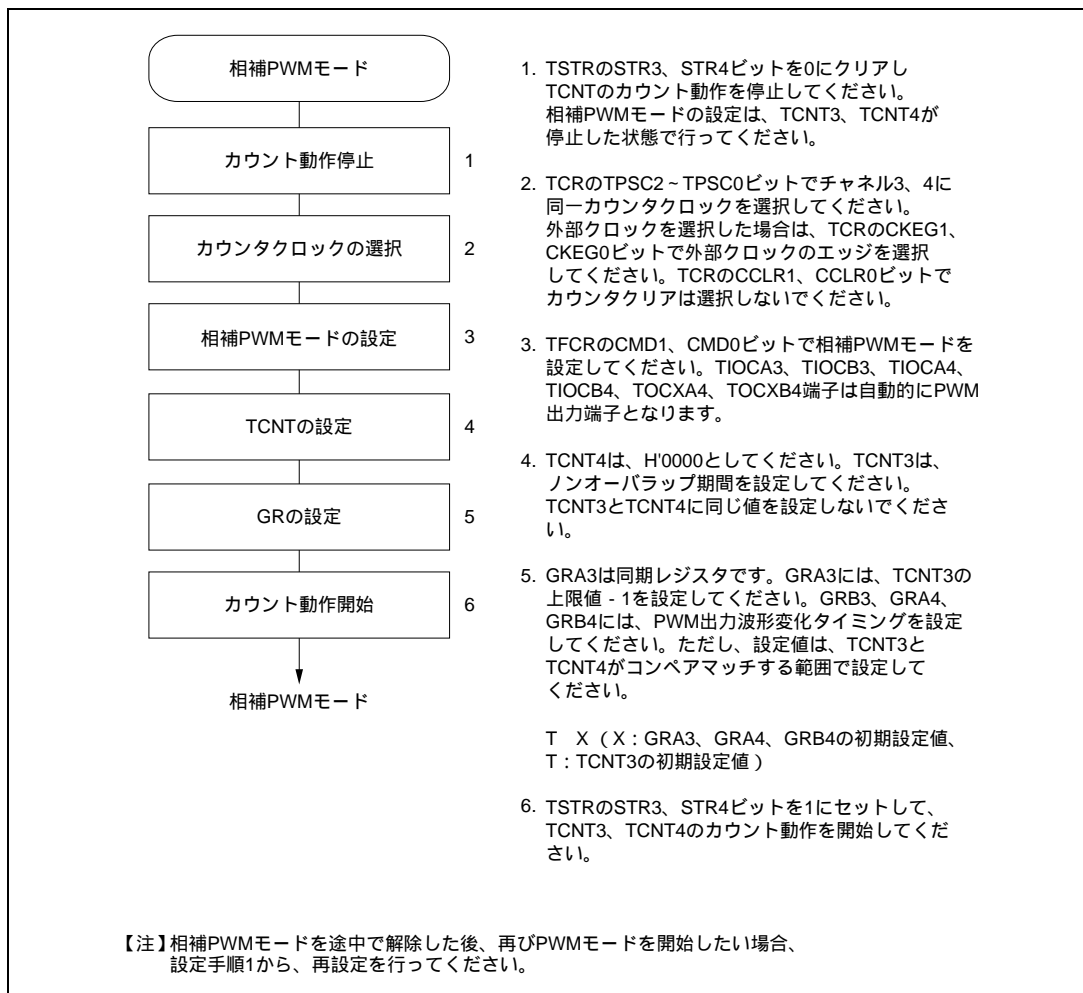 相補PWMモード
カウント動作停止
1
カウンタクロックの選択
2
相補PWMモードの設定
3
TCNTの設定
4
GRの設定
5
カウント動作開始
6
相補PWMモード
1. TSTRのSTR3、STR4ビットを0にクリアし
TCNTのカウント動作を停止してください。
相補PWMモードの設定は、TCNT3、TCNT4が
停止した状態で行ってください。
2. TCRのTPSC2~TPSC0ビットでチャネル3、4に
同一カウンタクロックを選択してください。
外部クロックを選択した場合は、TCRのCKEG1、
CKEG0ビットで外部クロックのエッジを選択
してください。TCRのCCLR1、CCLR0ビットで
カウンタクリアは選択しないでください。
3. TFCRのCMD1、CMD0ビットで相補PWMモードを
設定してください。TIOCA3、TIOCB3、TIOCA4、
TIOCB4、TOCXA4、TOCXB4端子は自動的にPWM
出力端子となります。
4. TCNT4は、H'0000としてください。TCNT3は、
ノンオーバラップ期間を設定してください。
TCNT3とTCNT4に同じ値を設定しないでくださ
い。
5. GRA3は同期レジスタです。GRA3には、TCNT3の
上限値 - 1を設定してください。GRB3、GRA4、
GRB4には、PWM出力波形変化タイミングを設定
してください。ただし、設定値は、TCNT3と
TCNT4がコンペアマッチする範囲で設定して
ください。
T X(X:GRA3、GRA4、GRB4の初期設定値、
T:TCNT3の初期設定値)
6. TSTRのSTR3、STR4ビットを1にセットして、
TCNT3、TCNT4のカウント動作を開始してくだ
さい。
【注】相補PWMモードを途中で解除した後、再びPWMモードを開始したい場合、
設定手順1から、再設定を行ってください。